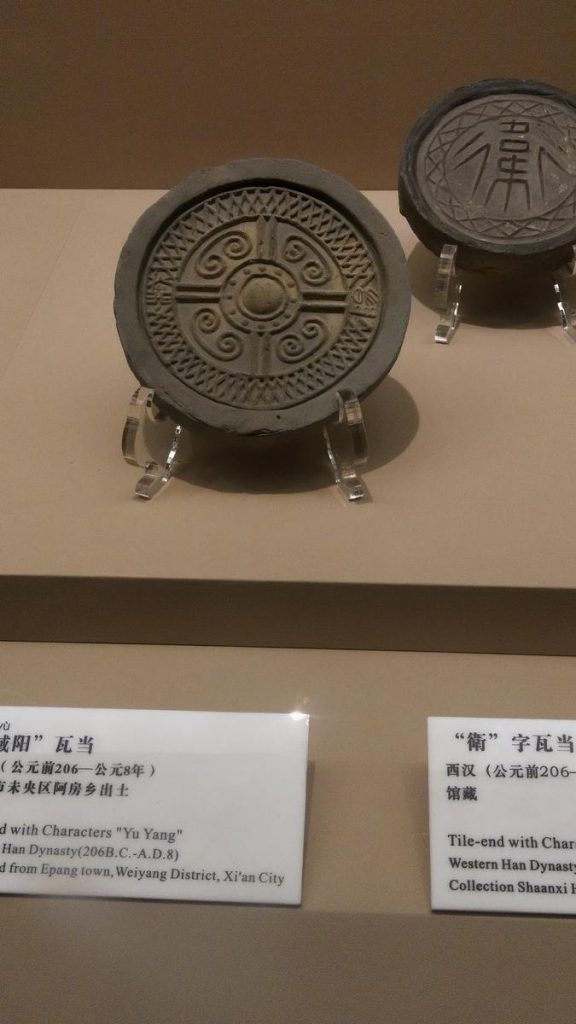 yù
棫阳”瓦当
（公元前206—公元8年）
市未央区阿房乡出土
d with Characters "Yu Yang"
Han Dynasty(206B.C.-A.D.8)
d from Epang town, Weiyang District, Xi'an City
“衛”字瓦当
西汉（公元前206—
馆藏
Tile-end with Char
Western Han Dynasty
Collection Shaanxi H